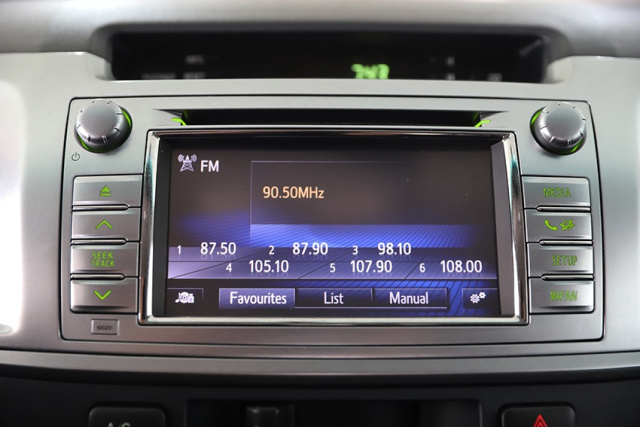 FM
90.50MHz
1 87.50 2 87.90 3 98.10
4 105.10 5 107.90 6 108.00
Favourites List Manual
MEDIA
SEEK
TRACK
SETUP
A/C